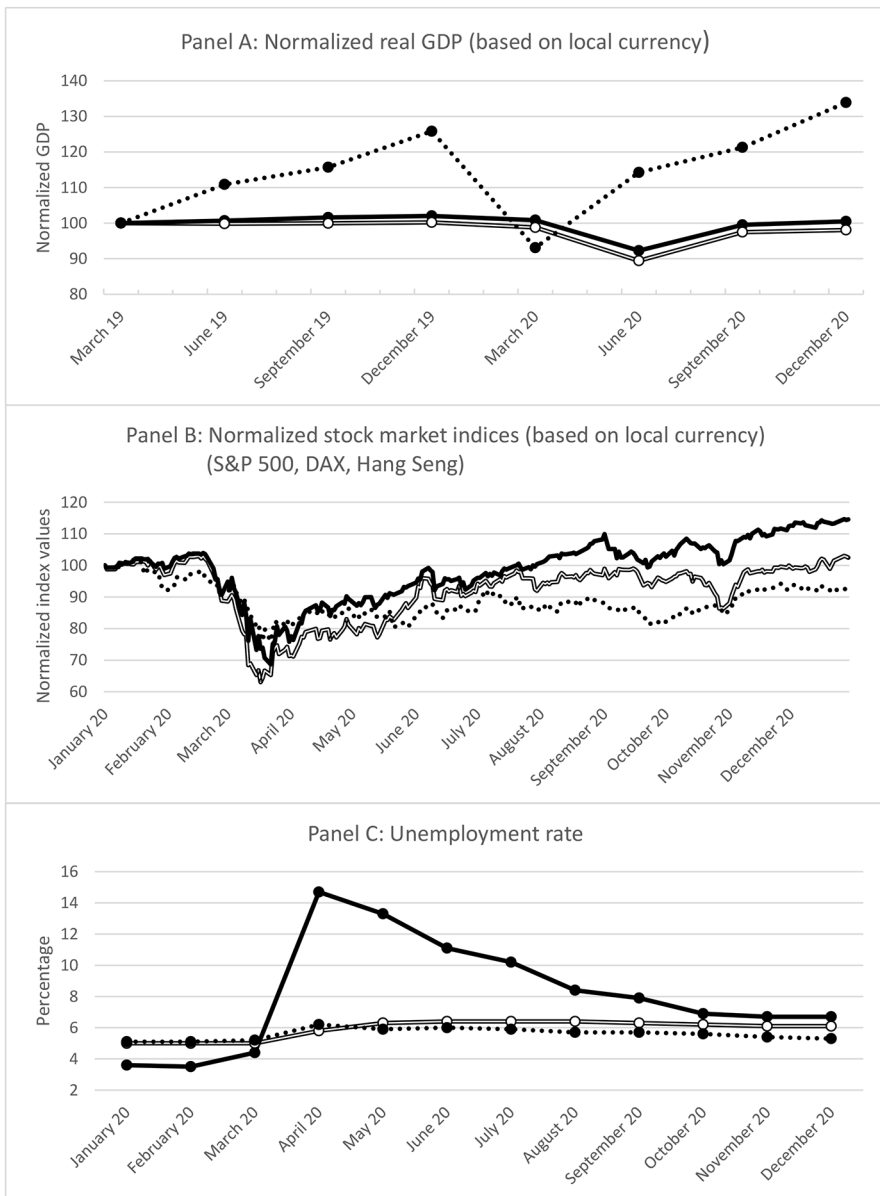 Panel A: Normalized real GDP (based on local currency)
Normalized GDP
140
130
120
110
100
90
80
March 19
June 19
September 19
December 19
March 20
June 20
September 20
December 20
Panel B: Normalized stock market indices (based on local currency)
(S&P 500, DAX, Hang Seng)
Normalized index values
120
110
100
90
80
70
60
January 20
February 20
March 20
April 20
May 20
June 20
July 20
August 20
September 20
October 20
November 20
December 20
Panel C: Unemployment rate
Percentage
16
14
12
10
8
6
4
2
January 20
February 20
March 20
April 20
May 20
June 20
July 20
August 20
September 20
October 20
November 20
December 20